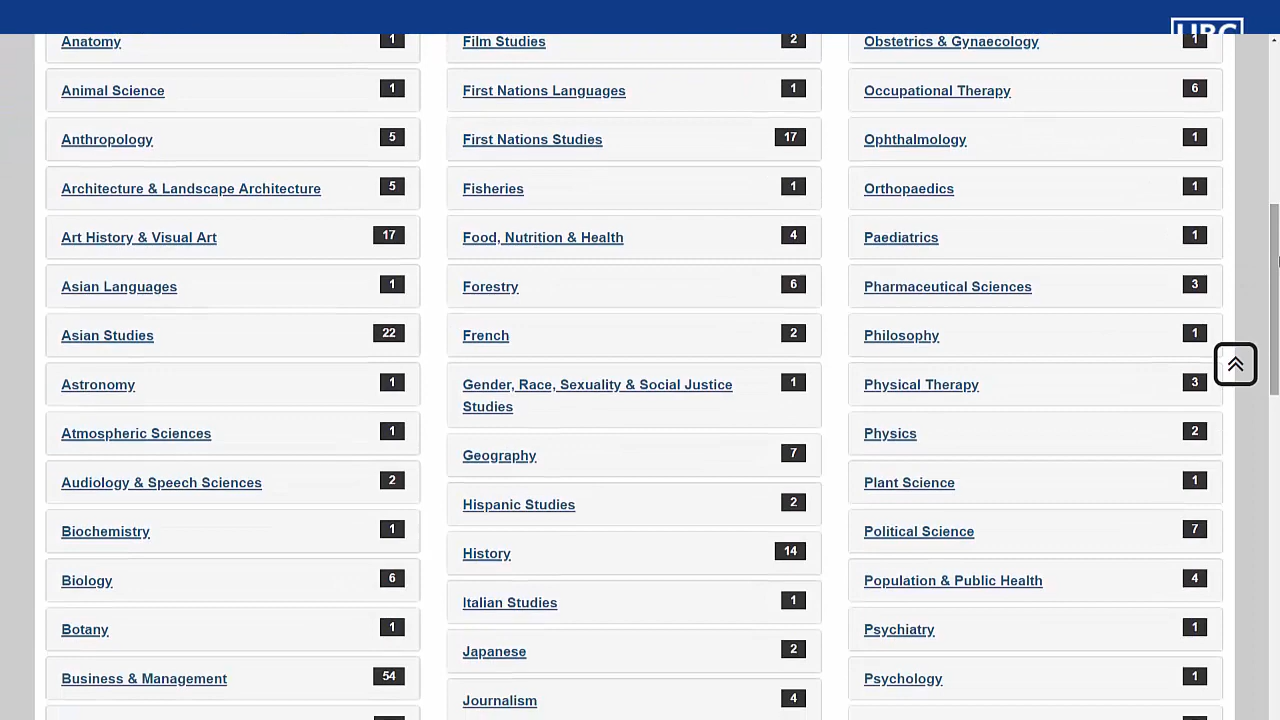 UBC
Anatomy 1
Animal Science 1
Anthropology 5
Architecture & Landscape Architecture 5
Art History & Visual Art 17
Asian Languages 1
Asian Studies 22
Astronomy 1
Atmospheric Sciences 1
Audiology & Speech Sciences 2
Biochemistry 1
Biology 6
Botany 1
Business & Management 54
Film Studies 2
First Nations Languages 1
First Nations Studies 17
Fisheries 1
Food, Nutrition & Health 4
Forestry 6
French 2
Gender, Race, Sexuality & Social Justice 1
Studies
Geography 7
Hispanic Studies 2
History 14
Italian Studies 1
Japanese 2
Journalism 4
Obstetrics & Gynaecology 1
Occupational Therapy 6
Ophthalmology 1
Orthopaedics 1
Paediatrics 1
Pharmaceutical Sciences 3
Philosophy 1
Physical Therapy 3
Physics 2
Plant Science 1
Political Science 7
Population & Public Health 4
Psychiatry 1
Psychology 1